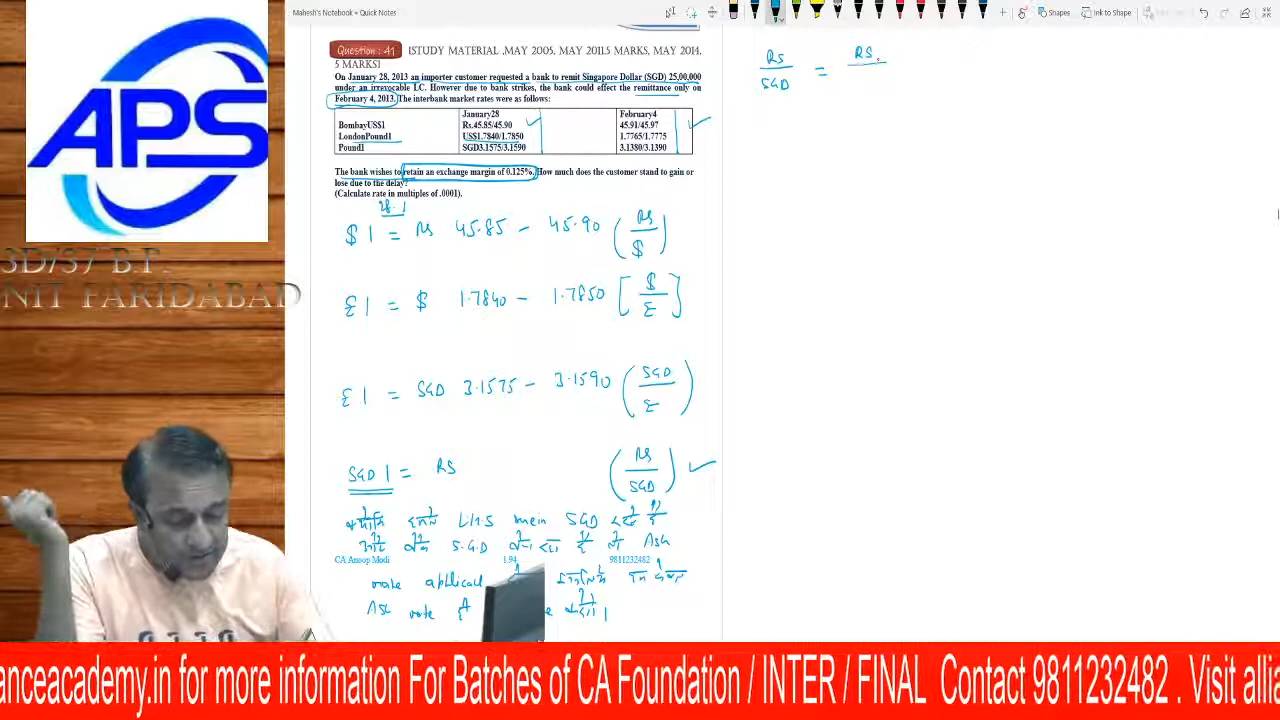 Mahesh's Notebook » Quick Notes
Shapes
Ink to Shape
APS
3D/37 B.P.
NIT FARIDABAD
Question : 41 [STUDY MATERIAL ,MAY 2005, MAY 2011,5 MARKS, MAY 2014,
5 MARKS]
On January 28, 2013 an importer customer requested a bank to remit Singapore Dollar (SGD) 25,00,000
under an irrevocable LC. However due to bank strikes, the bank could effect the remittance only on
February 4, 2013. The interbank market rates were as follows:
January28 February4
BombayUS$1 Rs.45.85/45.90 45.91/45.97
LondonPound1 US$1.7840/1.7850 1.7765/1.7775
Pound1 SGD3.1575/3.1590 3.1380/3.1390
The bank wishes to retain an exchange margin of 0.125%. How much does the customer stand to gain or
lose due to the delay?
(Calculate rate in multiples of .0001).
28.1
$ 1 = Rs 45.85 – 45.90 (Rs/$)
£ 1 = $ 1.7840 – 1.7850 [$/£]
£ 1 = SGD 3.1575 – 3.1590 (SGD/£)
SGD 1 = RS (Rs/SGD)
L.H.S mein SGD
S.G.D Ask
CA Anoop Modi 1.94 9811232482
rate applicable
Ask rate
RS/SGD = RS.
anceacademy.in for more information For Batches of CA Foundation / INTER / FINAL Contact 9811232482 . Visit allia